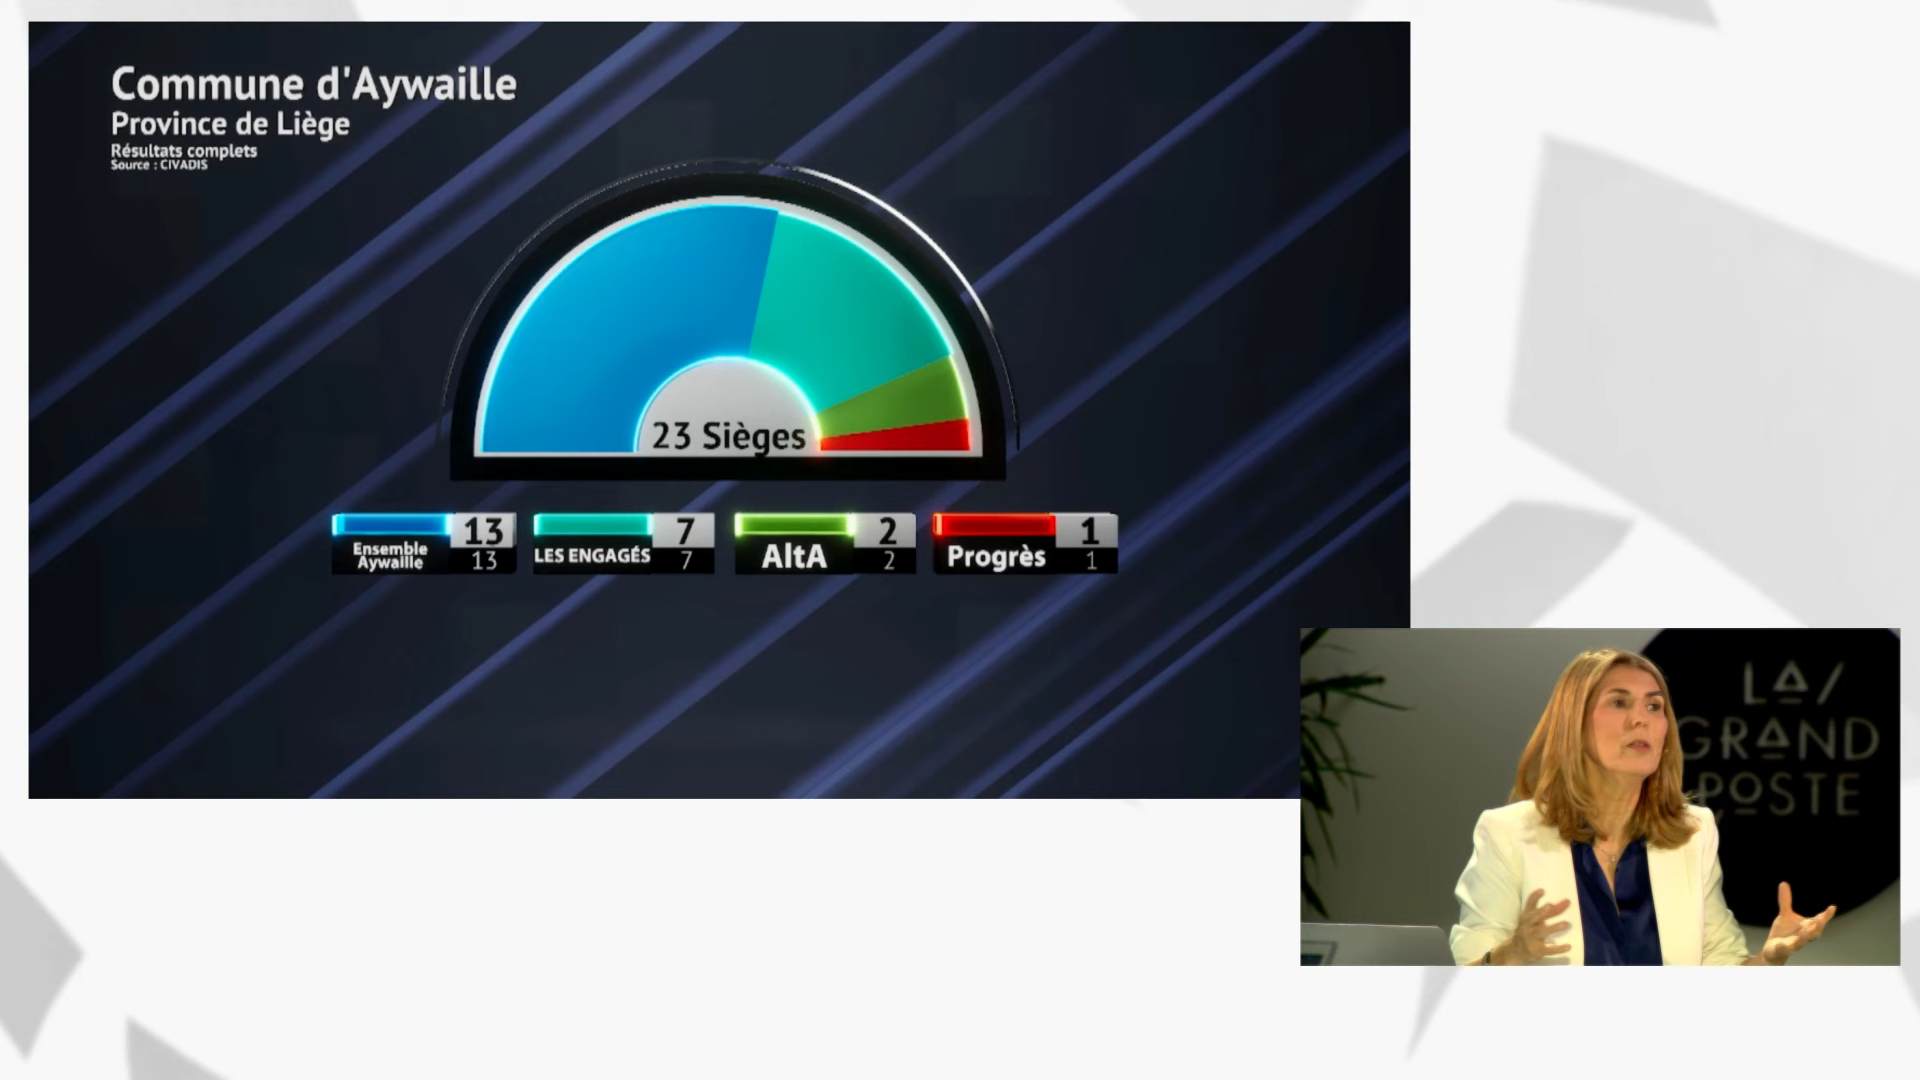 Commune d'Aywaille
Province de Liège
Résultats complets
Source : CIVADIS
23 Sièges
Ensemble
Aywaille
13
13
LES ENGAGÉS
7
7
AltA
2
2
Progrès
1
1
LA/
GRAND
POSTE